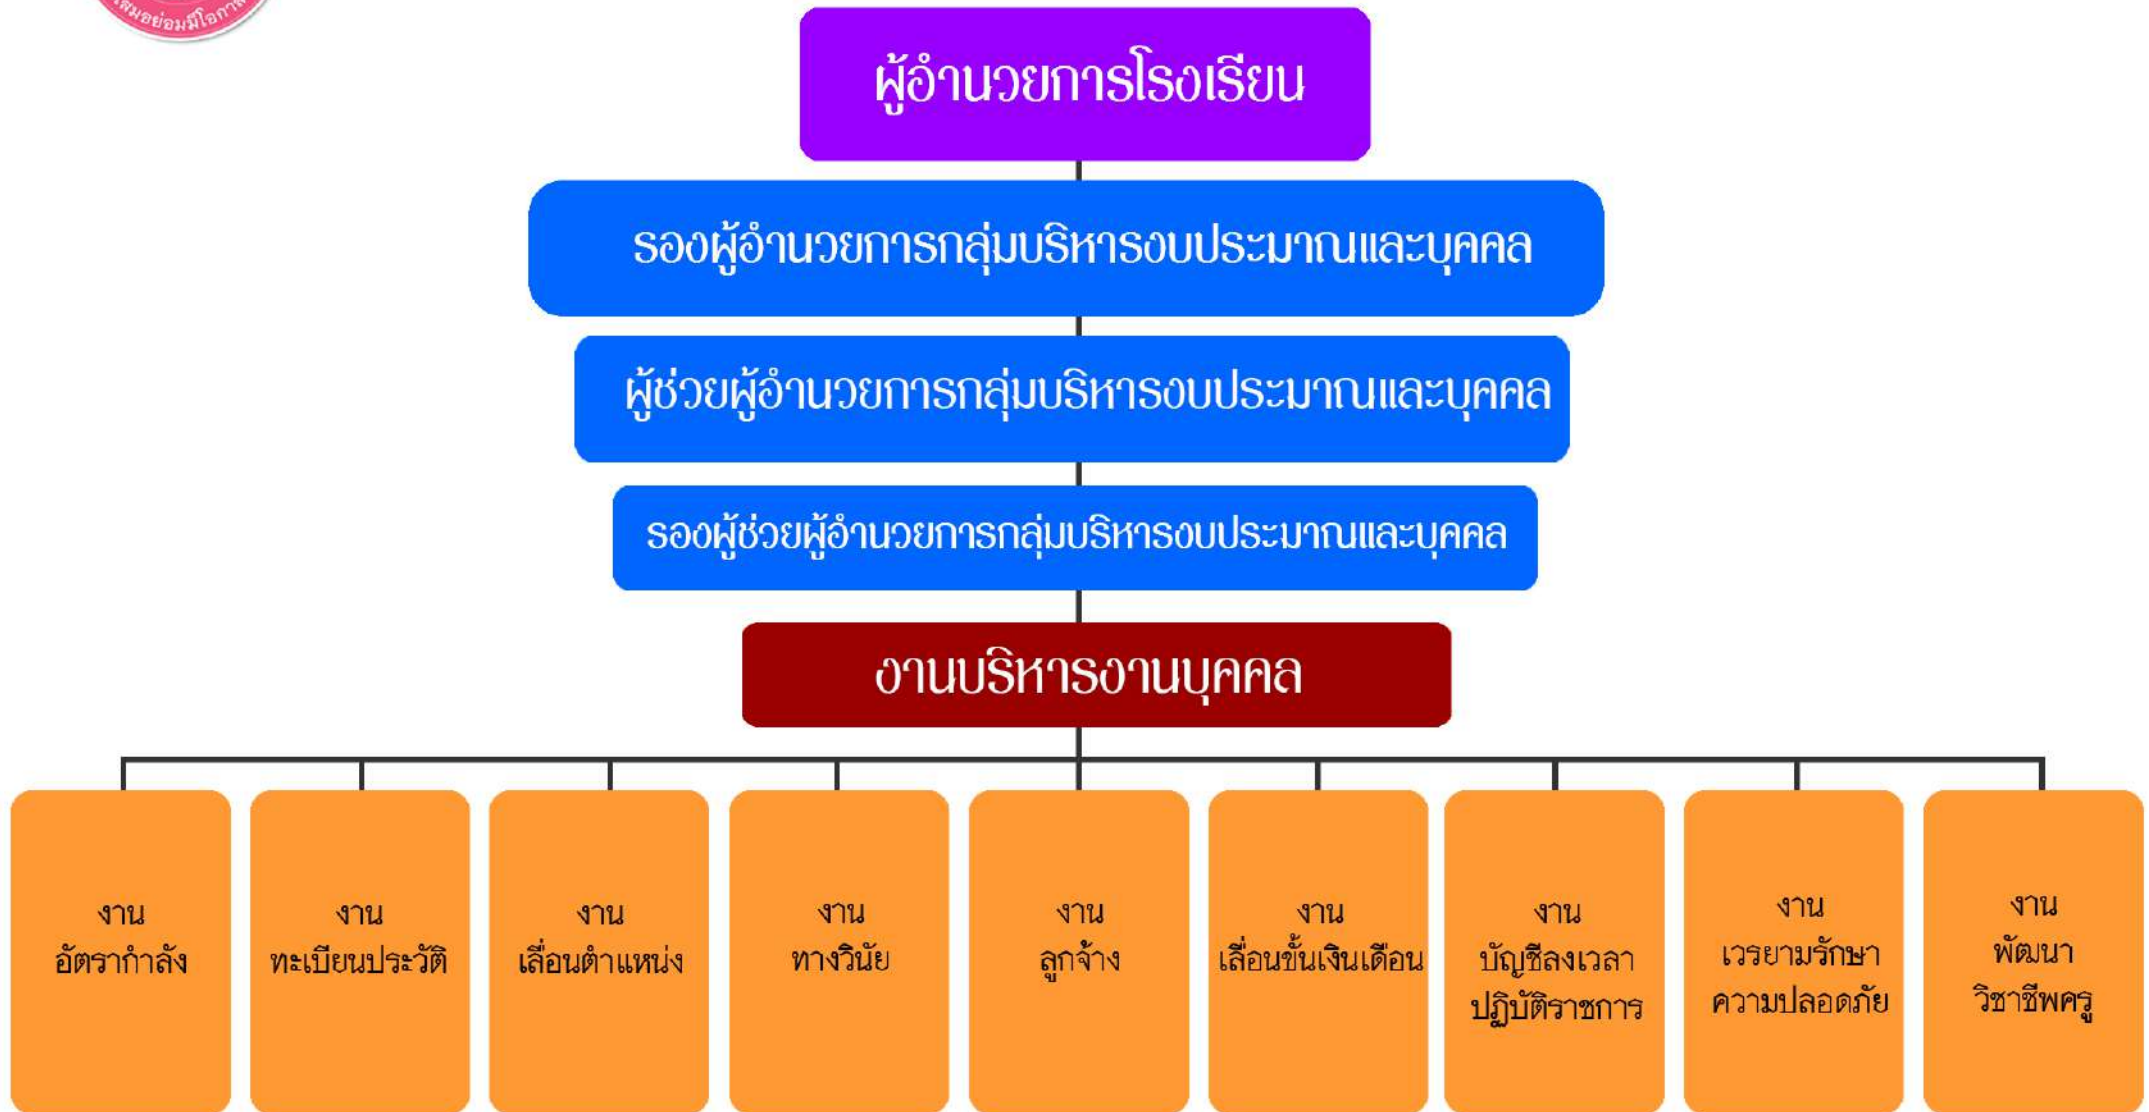 เสมอย่อมมีโอกาส
ผู้อำนวยการโรงเรียน
รองผู้อำนวยการกลุ่มบริหารงบประมาณและบุคคล
ผู้ช่วยผู้อำนวยการกลุ่มบริหารงบประมาณและบุคคล
รองผู้ช่วยผู้อำนวยการกลุ่มบริหารงบประมาณและบุคคล
งานบริหารงานบุคคล
งาน
อัตรากำลัง
งาน
ทะเบียนประวัติ
งาน
เลื่อนตำแหน่ง
งาน
ทางวินัย
งาน
ลูกจ้าง
งาน
เลื่อนขั้นเงินเดือน
งาน
บัญชีลงเวลา
ปฏิบัติราชการ
งาน
เวรยามรักษา
ความปลอดภัย
งาน
พัฒนา
วิชาชีพครู